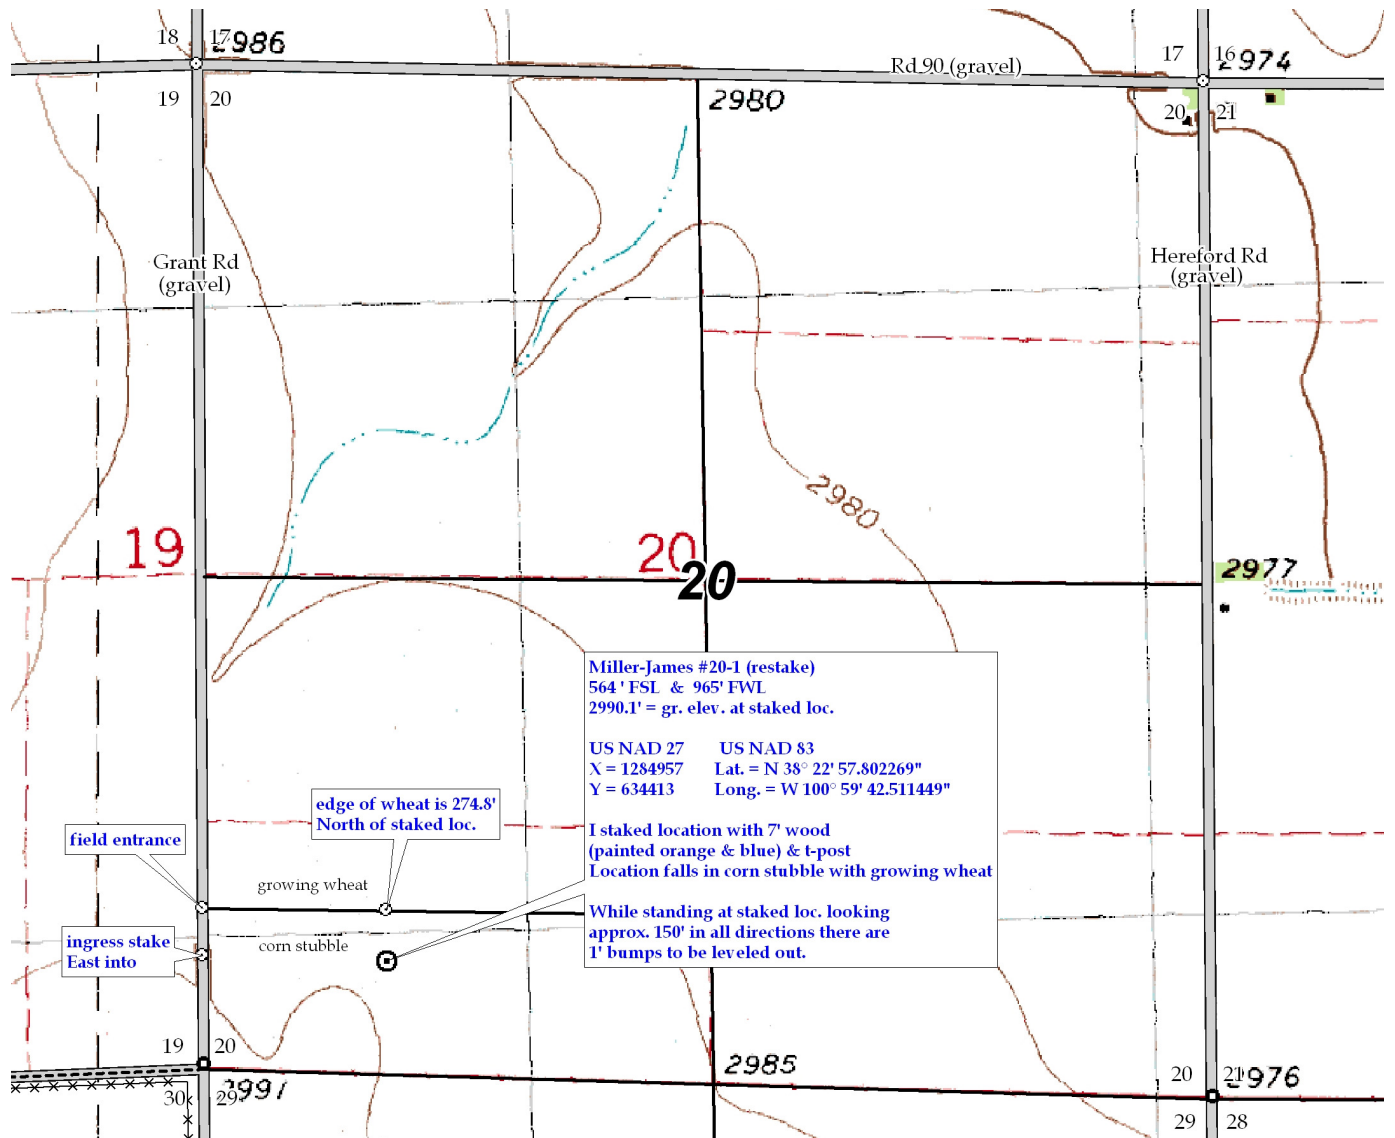 18 17 2986
17 16 2974
Rd 90 (gravel)
19 20
2980
20 21
Grant Rd
(gravel)
Hereford Rd
(gravel)
2980
19
20
20
2977
Miller-James #20-1 (restake)
564 ' FSL & 965' FWL
2990.1' = gr. elev. at staked loc.
US NAD 27 US NAD 83
X = 1284957 Lat. = N 38° 22' 57.802269"
Y = 634413 Long. = W 100° 59' 42.511449"
I staked location with 7' wood
(painted orange & blue) & t-post
Location falls in corn stubble with growing wheat
While standing at staked loc. looking
approx. 150' in all directions there are
1' bumps to be leveled out.
edge of wheat is 274.8'
North of staked loc.
field entrance
growing wheat
ingress stake
East into
corn stubble
19 20
2985
20 21 2976
30 29 2991
29 28